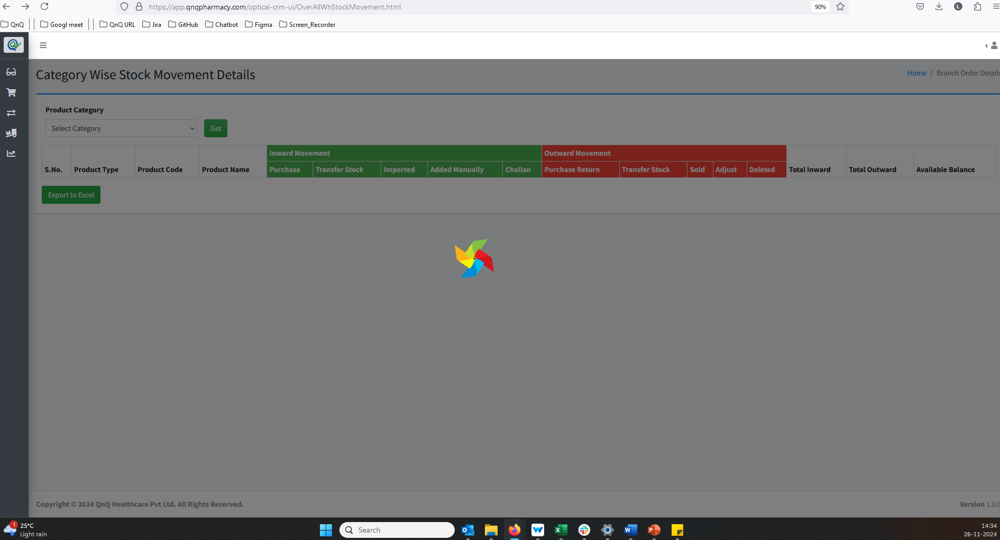 https://app.qnqpharmacy.com/optical-crm-ui/OverAllWhStockMovement.html
90%
L
QnQ
Googl meet
QnQ URL
Jira
GitHub
Chatbot
Figma
Screen_Recorder
Category Wise Stock Movement Details
Home / Branch Order Details
Product Category
Select Category
Get
Inward Movement
Outward Movement
S.No.
Product Type
Product Code
Product Name
Purchase
Transfer Stock
Imported
Added Manually
Challan
Purchase Return
Transfer Stock
Sold
Adjust
Deleted
Total Inward
Total Outward
Available Balance
Export to Excel
Copyright © 2024 QnQ Healthcare Pvt Ltd. All Rights Reserved.
Version 1.0.0
1
25°C
Light rain
Search
14:34
26-11-2024